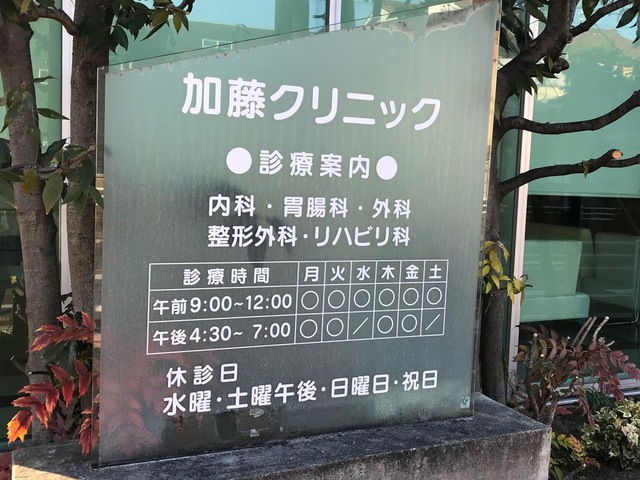 加藤クリニック
●診療案内●
内科・胃腸科・外科
整形外科・リハビリ科
診療時間 月 火 水 木 金 土
午前9:00~12:00 ○ ○ ○ ○ ○ ○
午後4:30~ 7:00 ○ ○ / ○ ○ /
休診日
水曜・土曜午後・日曜日・祝日